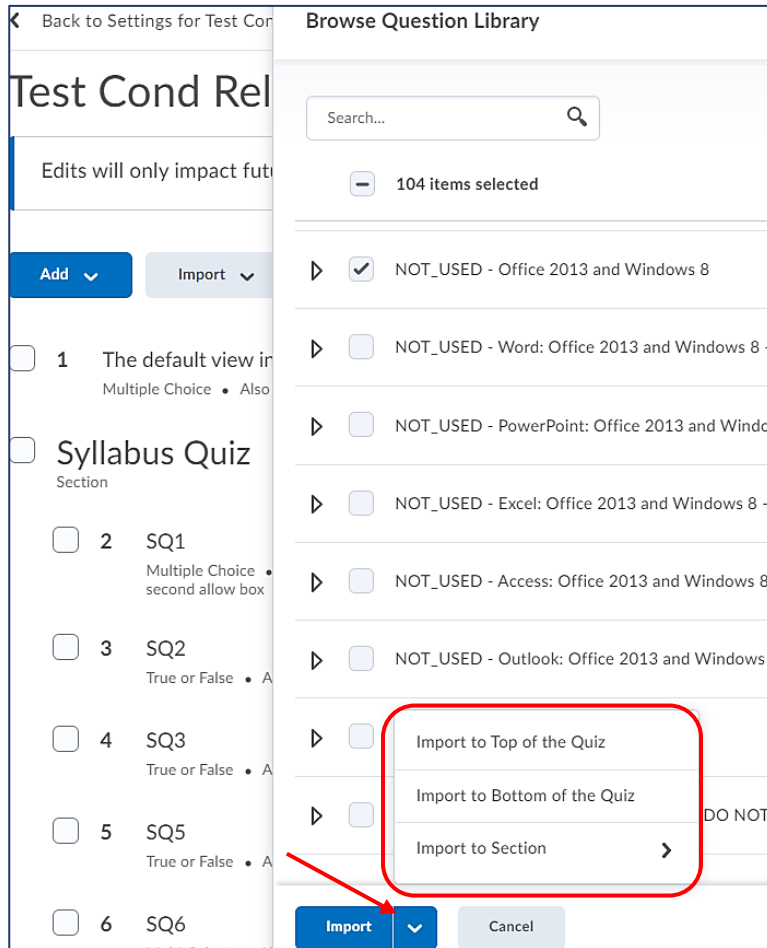 Back to Settings for Test Con
Test Cond Rel
Edits will only impact futu
Add
Import
1 The default view in
Multiple Choice • Also
Syllabus Quiz
Section
2 SQ1
Multiple Choice •
second allow box
3 SQ2
True or False • A
4 SQ3
True or False • A
5 SQ5
True or False • A
6 SQ6
Browse Question Library
Search...
104 items selected
NOT_USED - Office 2013 and Windows 8
NOT_USED - Word: Office 2013 and Windows 8 -
NOT_USED - PowerPoint: Office 2013 and Windo
NOT_USED - Excel: Office 2013 and Windows 8 -
NOT_USED - Access: Office 2013 and Windows 8
NOT_USED - Outlook: Office 2013 and Windows
Import to Top of the Quiz
Import to Bottom of the Quiz
DO NOT
Import to Section
Import
Cancel